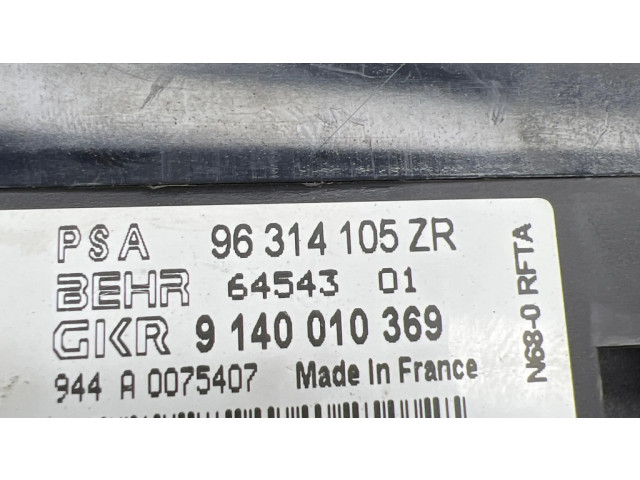 PSA 96 314 105 ZR
BEHR 64543 01
GKR 9 140 010 369
944 A 0075407 Made In France
N68-0 RFTA